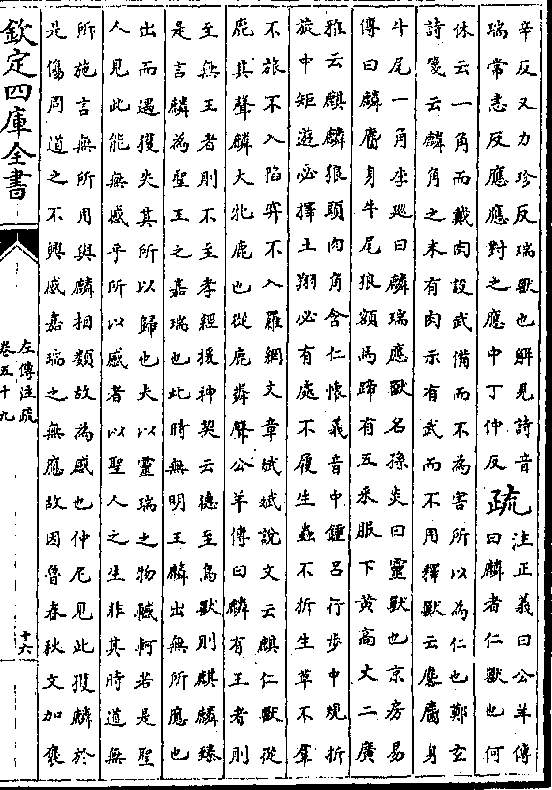 辛反又力珍反瑞獸也解見詩音
瑞常恚反應應對之應中丁仲反
疏
注正義曰公羊傳
曰麟者仁獸也何
休云一角而戴肉設武備而不為害所以為仁也鄭玄
詩箋云麟角之末有肉示有武而不用釋獸云麐麕身
牛尾一角李廵曰麟瑞應獸名孫炎曰靈獸也京房易
傳曰麟麕身牛尾狼額馬蹄有五采腹下黃高丈二廣
雅云麒麟狼頭肉角含仁懷義音中鍾呂行步中規折
旋中矩遊必擇土翔必有處不履生蟲不折生草不羣
不旅不入陷穽不入羅網文章斌斌說文云麒仁獸從
鹿其聲麟大牝鹿也從鹿粦聲公羊傳曰麟有王者則
至無王者則不至孝經援神契云德至鳥獸則麒麟臻
是言麟為聖王之嘉瑞也此時無明王麟出無所應也
出而遇獲失其所以歸也夫以靈瑞之物轗軻若是聖
人見此能無感乎所以感者以聖人之生非其時道無
所施言無所用與麟相類故為感也仲尼見此獲麟於
是傷周道之不興感嘉瑞之無應故因魯春秋文加褒
欽定四庫全書
左傳注疏
卷五十九
十六